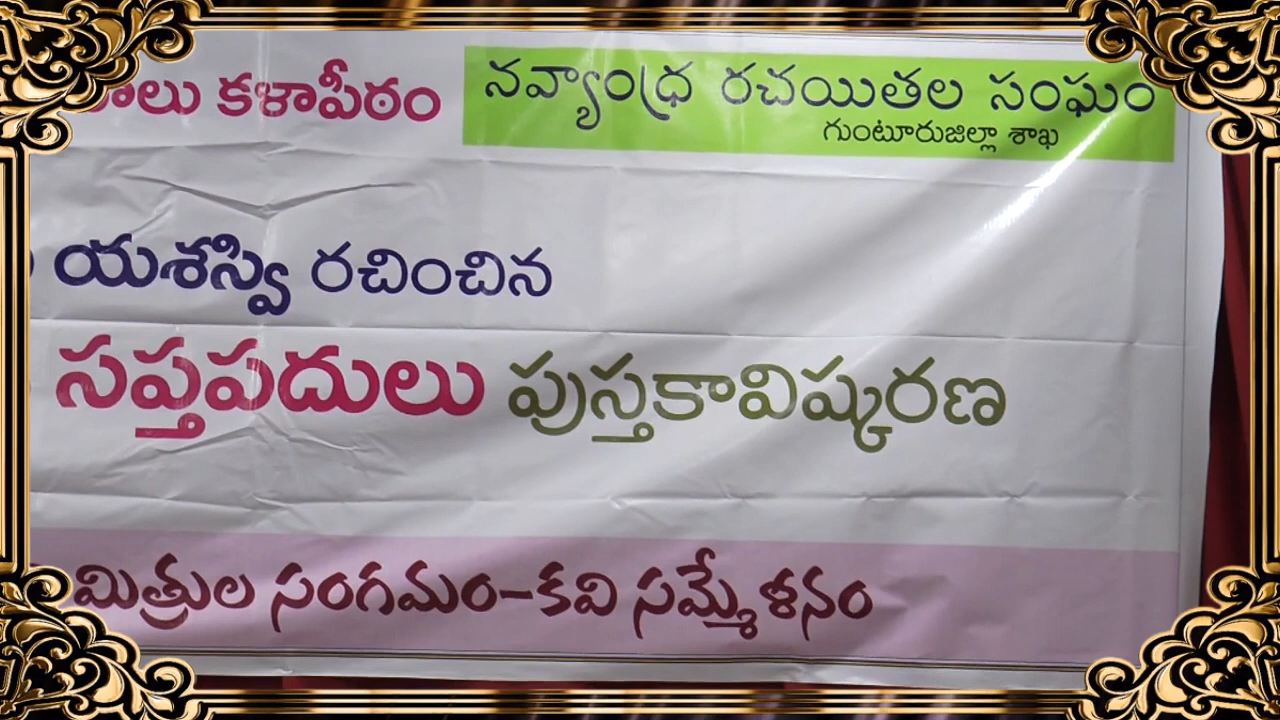 కళాపీఠం నవ్యాంధ్ర రచయితల సంఘం
గుంటూరుజిల్లా శాఖ
యశస్వి రచించిన
సప్తపదులు పుస్తకావిష్కరణ
మిత్రుల సంగమం-కవి సమ్మేళనం